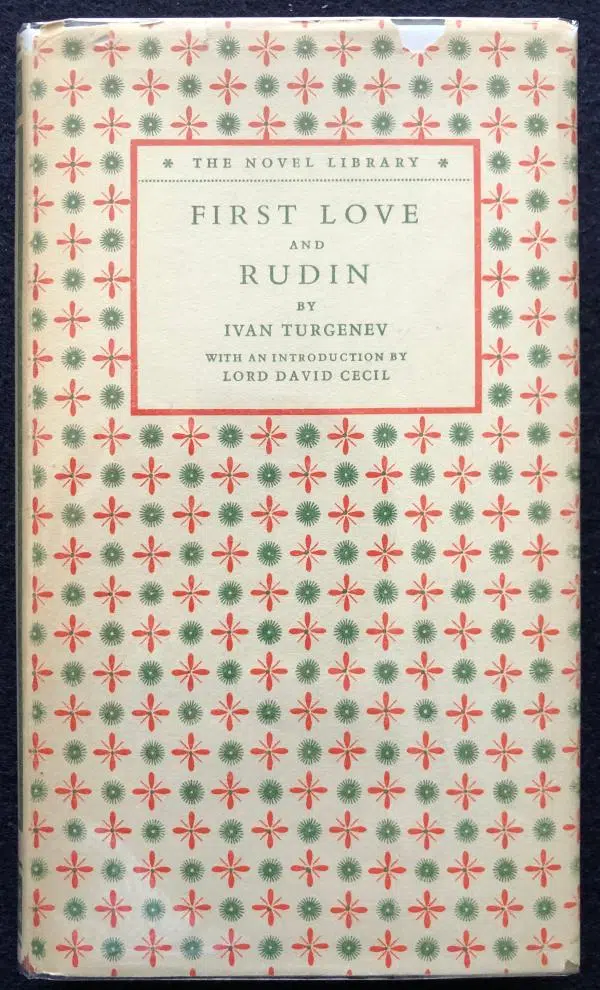 * THE NOVEL LIBRARY *
FIRST LOVE
AND
RUDIN
BY
IVAN TURGENEV
WITH AN INTRODUCTION BY
LORD DAVID CECIL